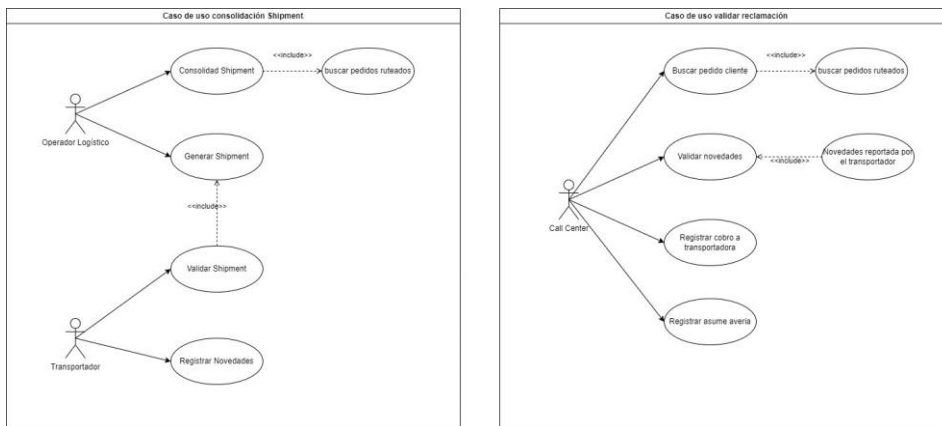 Caso de uso consolidación Shipment
<<include>>
Consolidad Shipment
buscar pedidos ruteados
Operador Logístico
Generar Shipment
<<include>>
Validar Shipment
Transportador
Registrar Novedades
Caso de uso validar reclamación
<<include>>
Buscar pedido cliente
buscar pedidos ruteados
Validar novedades
<<include>>
Novedades reportada por
el transportador
Call Center
Registrar cobro a
transportadora
Registrar asume averia